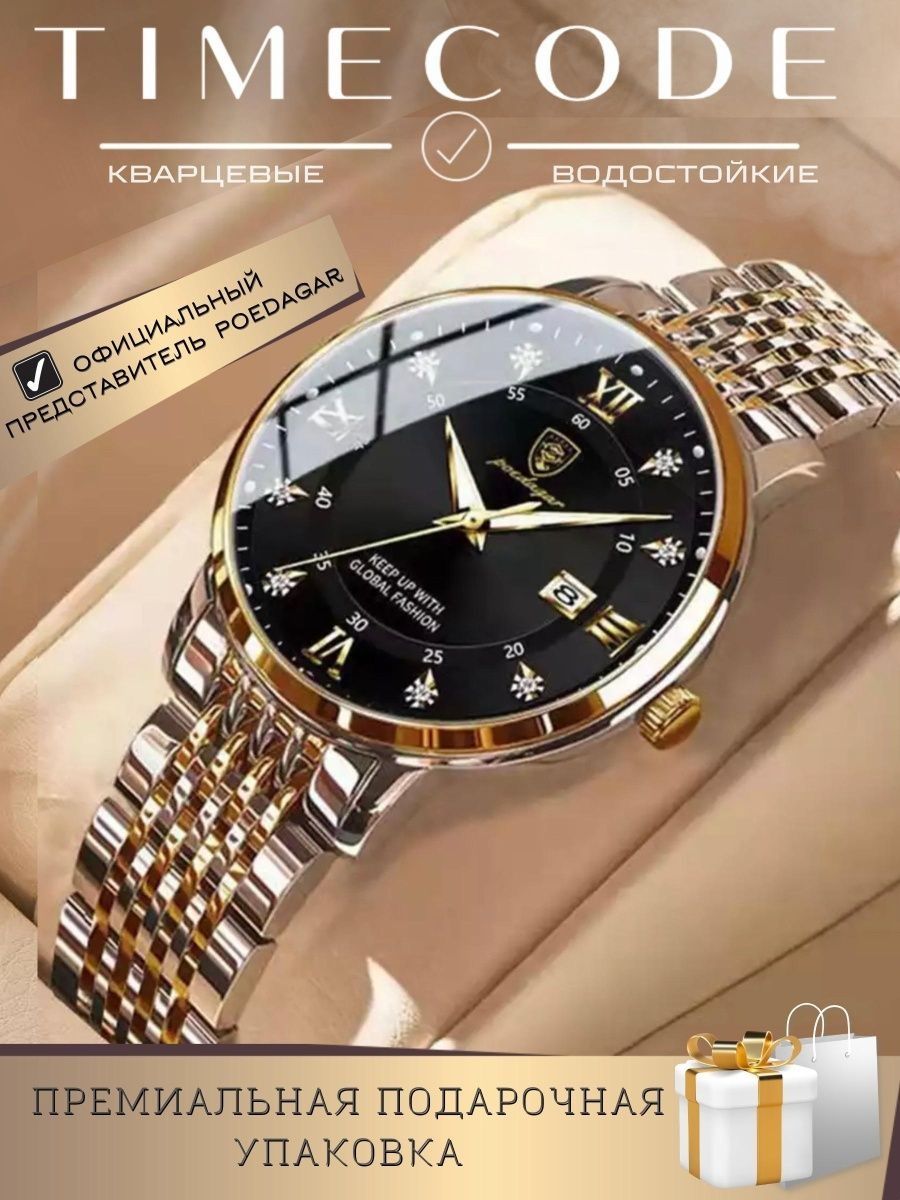 TIMECODE
КВАРЦЕВЫЕ ВОДОСТОЙКИЕ
ОФИЦИАЛЬНЫЙ
ПРЕДСТАВИТЕЛЬ POEDAGAR
XII
60
05
10
III
20
25
30
VI
35
40
IX
50
55
poedagar
8
KEEP UP WITH
GLOBAL FASHION
ПРЕМИАЛЬНАЯ ПОДАРОЧНАЯ
УПАКОВКА